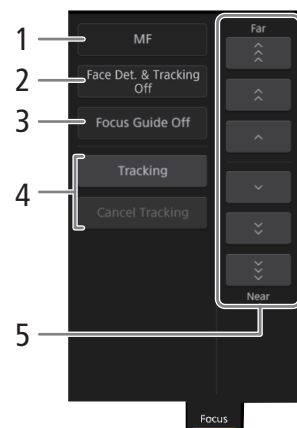 1
MF
2
Face Det. & Tracking
Off
3
Focus Guide Off
4
Tracking
Cancel Tracking
Far
Near
5
Focus